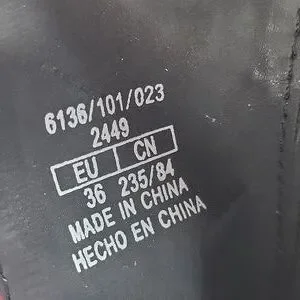 6136/101/023
2449
EU CN
36 235/84
MADE IN CHINA
HECHO EN CHINA